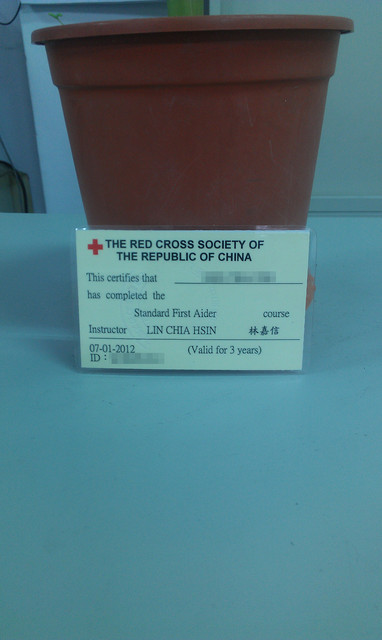 THE RED CROSS SOCIETY OF
THE REPUBLIC OF CHINA
This certifies that
has completed the
Standard First Aider course
Instructor LIN CHIA HSIN 林嘉信
07-01-2012 (Valid for 3 years)
ID：